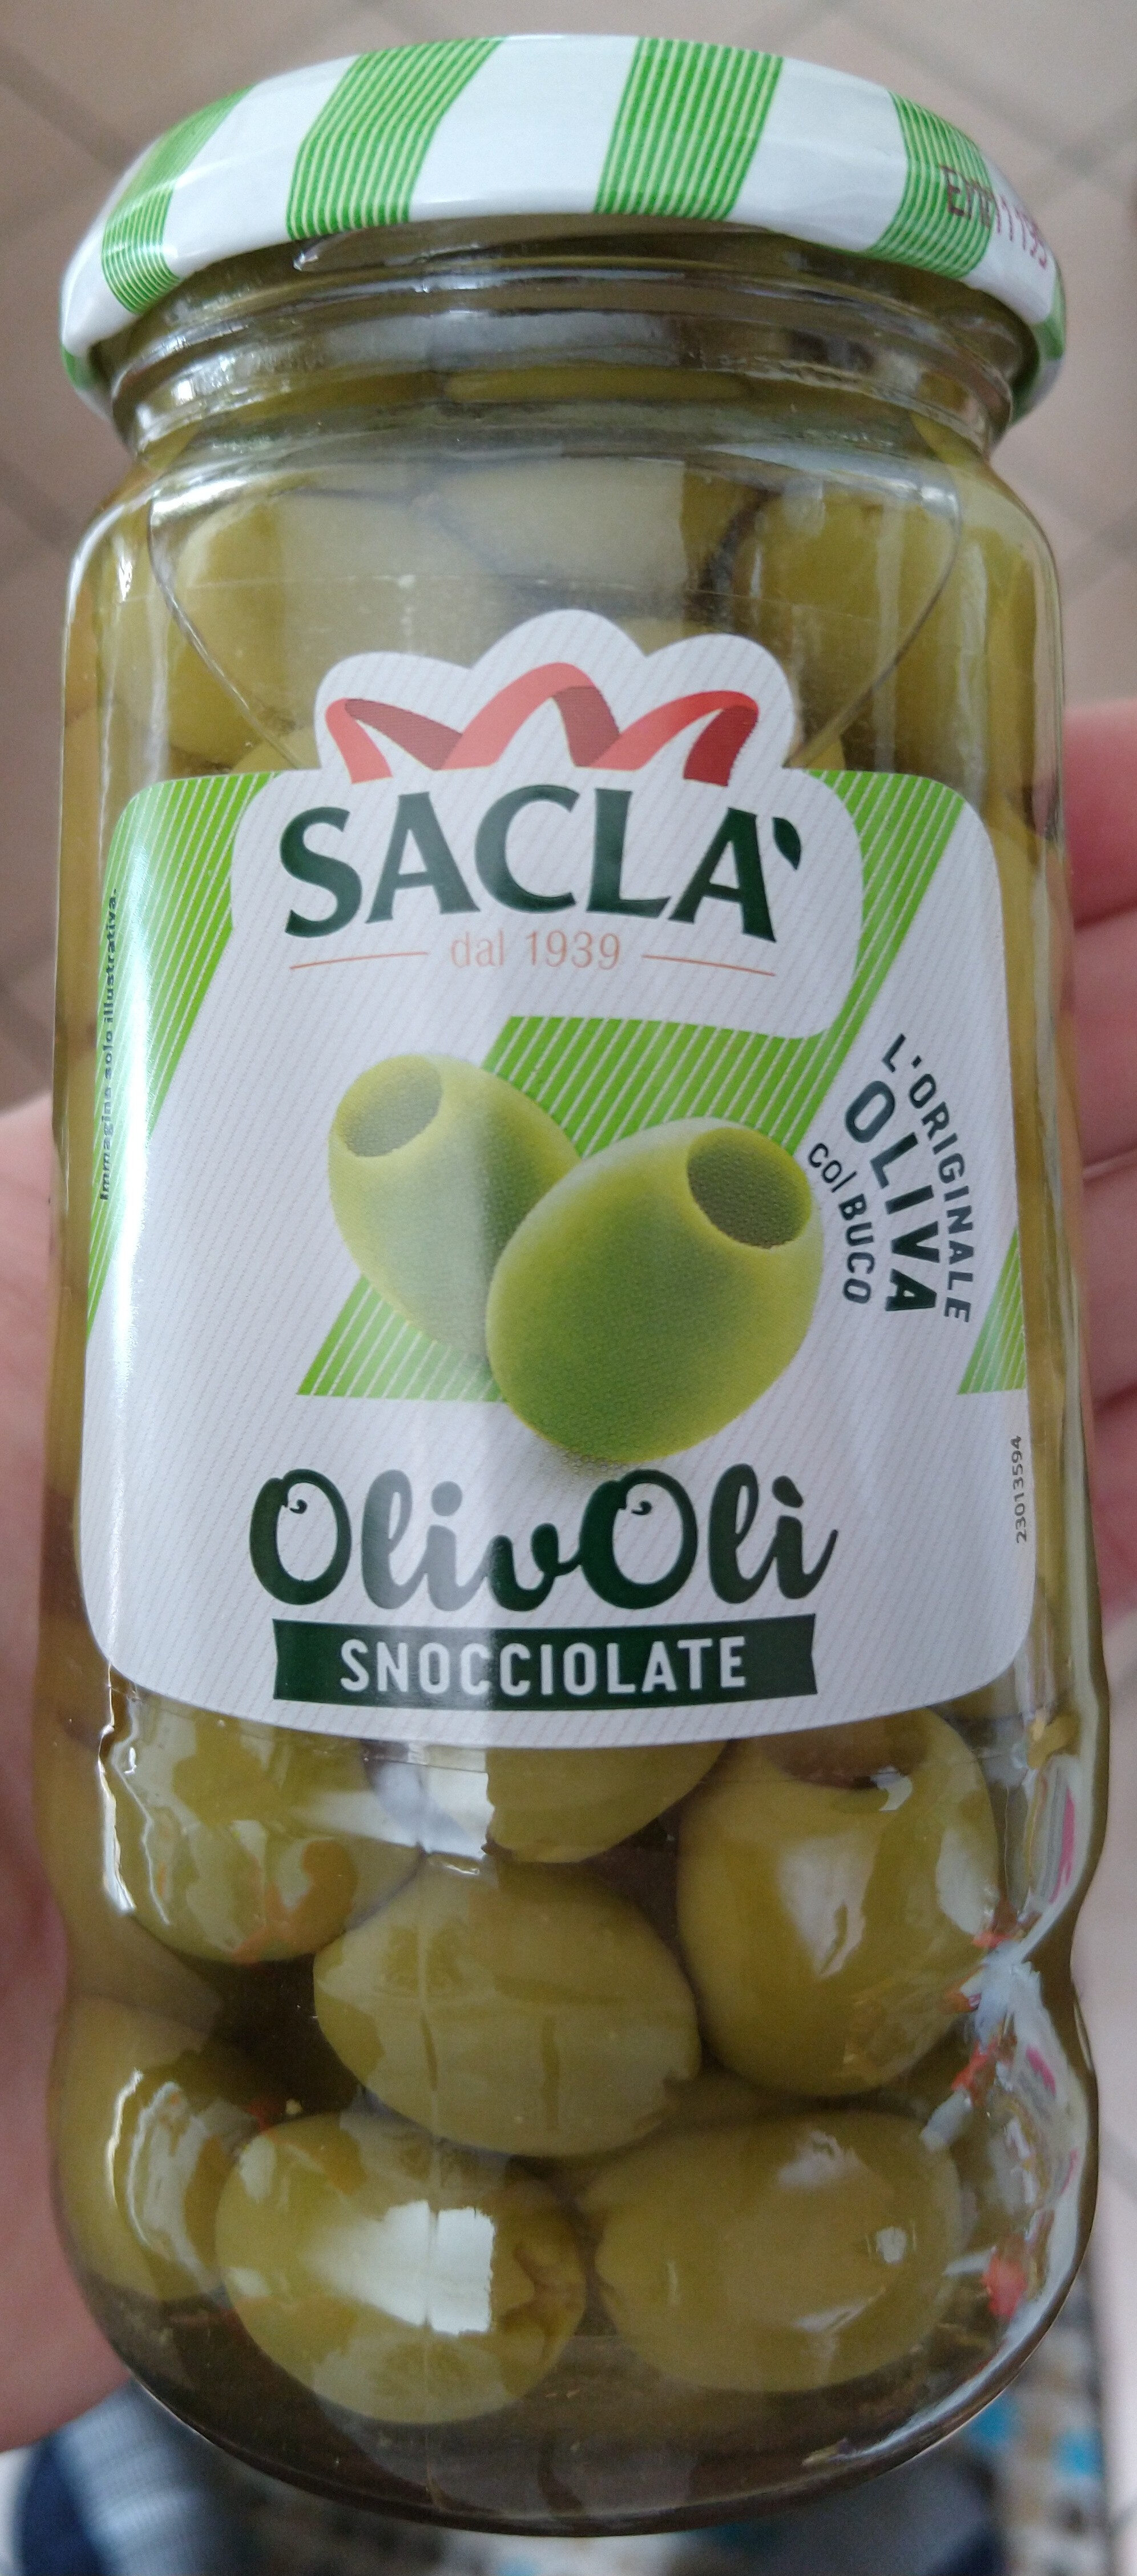 SACLA'
dal 1939
Immagine solo illustrativa.
L'ORIGINALE
OLIVA
col BUCO
OlivOlì
SNOCCIOLATE
23013594